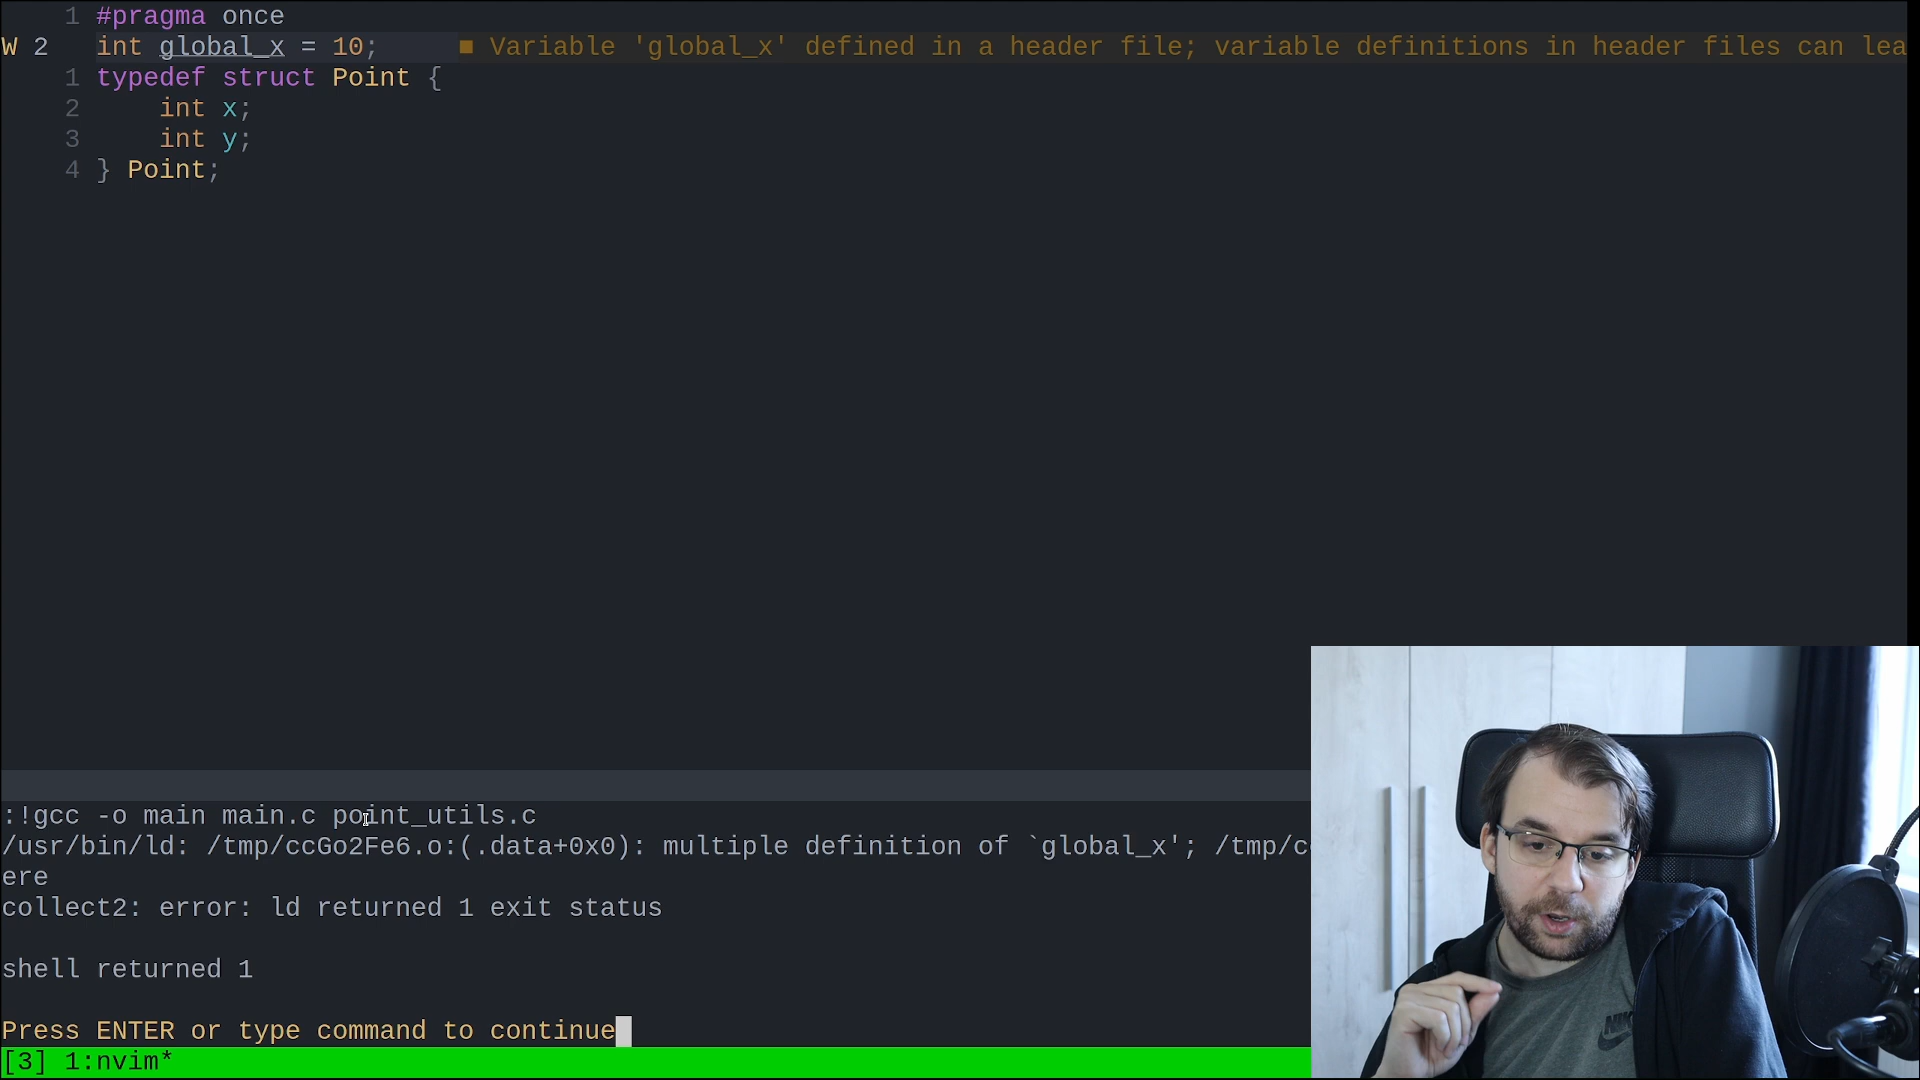 1 #pragma once
W 2 int global_x = 10; ■ Variable 'global_x' defined in a header file; variable definitions in header files can lea
1 typedef struct Point {
2 int x;
3 int y;
4 } Point;
:!gcc -o main main.c point_utils.c
/usr/bin/ld: /tmp/ccGo2Fe6.o:(.data+0x0): multiple definition of `global_x'; /tmp/c
ere
collect2: error: ld returned 1 exit status
shell returned 1
Press ENTER or type command to continue
[3] 1:nvim*